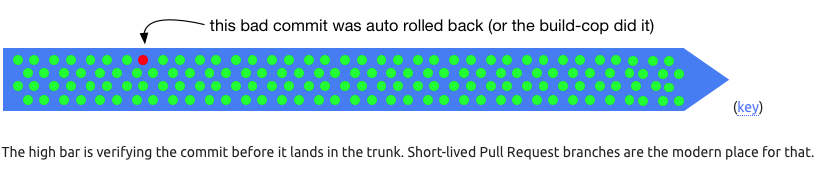 this bad commit was auto rolled back (or the build-cop did it)
(key)
The high bar is verifying the commit before it lands in the trunk. Short-lived Pull Request branches are the modern place for that.